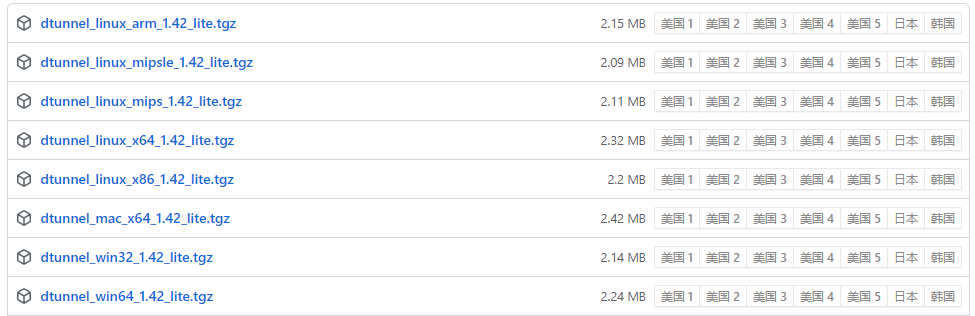 dtunnel_linux_arm_1.42_lite.tgz 2.15 MB 美国 1 美国 2 美国 3 美国 4 美国 5 日本 韩国
dtunnel_linux_mipsle_1.42_lite.tgz 2.09 MB 美国 1 美国 2 美国 3 美国 4 美国 5 日本 韩国
dtunnel_linux_mips_1.42_lite.tgz 2.11 MB 美国 1 美国 2 美国 3 美国 4 美国 5 日本 韩国
dtunnel_linux_x64_1.42_lite.tgz 2.32 MB 美国 1 美国 2 美国 3 美国 4 美国 5 日本 韩国
dtunnel_linux_x86_1.42_lite.tgz 2.2 MB 美国 1 美国 2 美国 3 美国 4 美国 5 日本 韩国
dtunnel_mac_x64_1.42_lite.tgz 2.42 MB 美国 1 美国 2 美国 3 美国 4 美国 5 日本 韩国
dtunnel_win32_1.42_lite.tgz 2.14 MB 美国 1 美国 2 美国 3 美国 4 美国 5 日本 韩国
dtunnel_win64_1.42_lite.tgz 2.24 MB 美国 1 美国 2 美国 3 美国 4 美国 5 日本 韩国